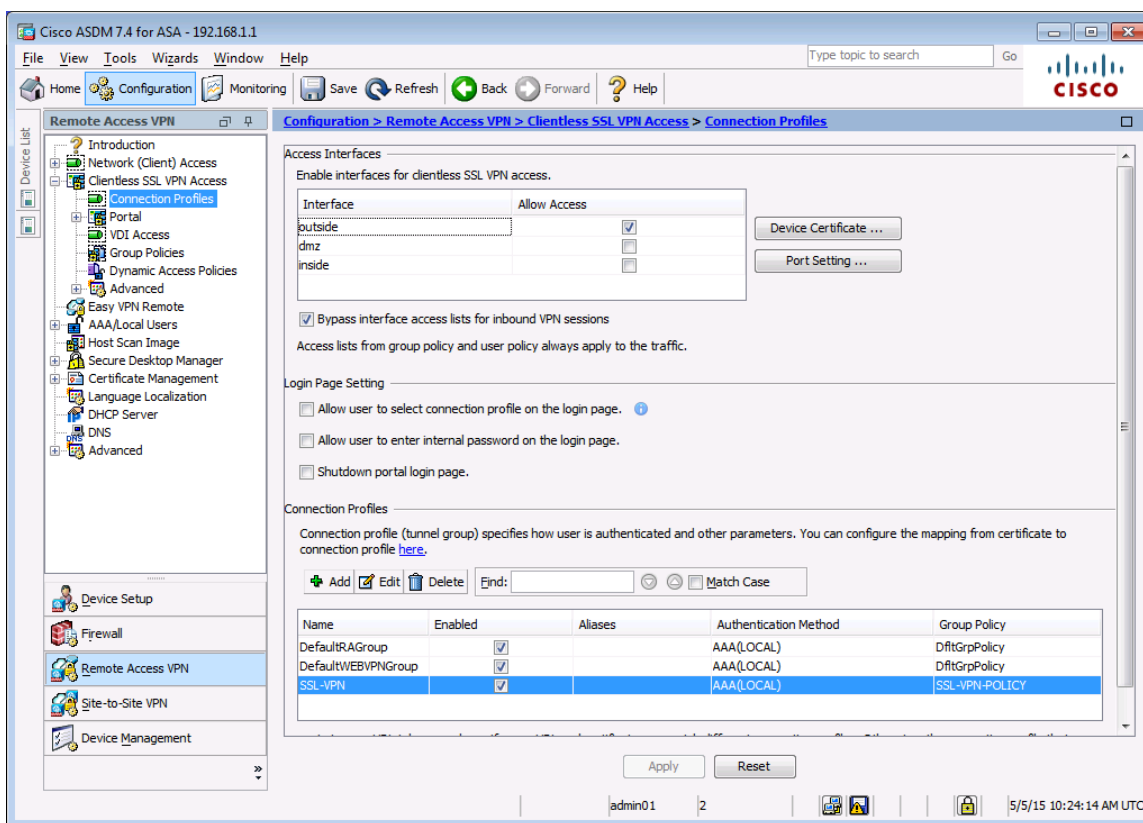 Cisco ASDM 7.4 for ASA - 192.168.1.1
File View Tools Wizards Window Help
Type topic to search Go
Home Configuration Monitoring Save Refresh Back Forward Help
CISCO
Device List
Remote Access VPN
Introduction
Network (Client) Access
Clientless SSL VPN Access
Connection Profiles
Portal
VDI Access
Group Policies
Dynamic Access Policies
Advanced
Easy VPN Remote
AAA/Local Users
Host Scan Image
Secure Desktop Manager
Certificate Management
Language Localization
DHCP Server
DNS
Advanced
Device Setup
Firewall
Remote Access VPN
Site-to-Site VPN
Device Management
Configuration > Remote Access VPN > Clientless SSL VPN Access > Connection Profiles
Access Interfaces
Enable interfaces for clientless SSL VPN access.
Interface Allow Access
outside
dmz
inside
Device Certificate ...
Port Setting ...
Bypass interface access lists for inbound VPN sessions
Access lists from group policy and user policy always apply to the traffic.
Login Page Setting
Allow user to select connection profile on the login page.
Allow user to enter internal password on the login page.
Shutdown portal login page.
Connection Profiles
Connection profile (tunnel group) specifies how user is authenticated and other parameters. You can configure the mapping from certificate to
connection profile here.
Add Edit Delete Find: Match Case
Name Enabled Aliases Authentication Method Group Policy
DefaultRAGroup AAA(LOCAL) DfltGrpPolicy
DefaultWEBVPNGroup AAA(LOCAL) DfltGrpPolicy
SSL-VPN AAA(LOCAL) SSL-VPN-POLICY
Apply Reset
admin01 2 5/5/15 10:24:14 AM UTC